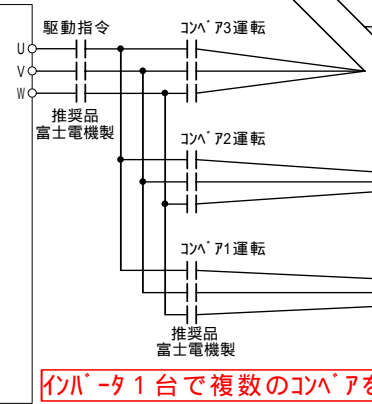 駆動指令
コンベア3運転
U
V
W
推奨品
富士電機製
コンベア2運転
コンベア1運転
推奨品
富士電機製
インバータ1台で複数のコンベアを